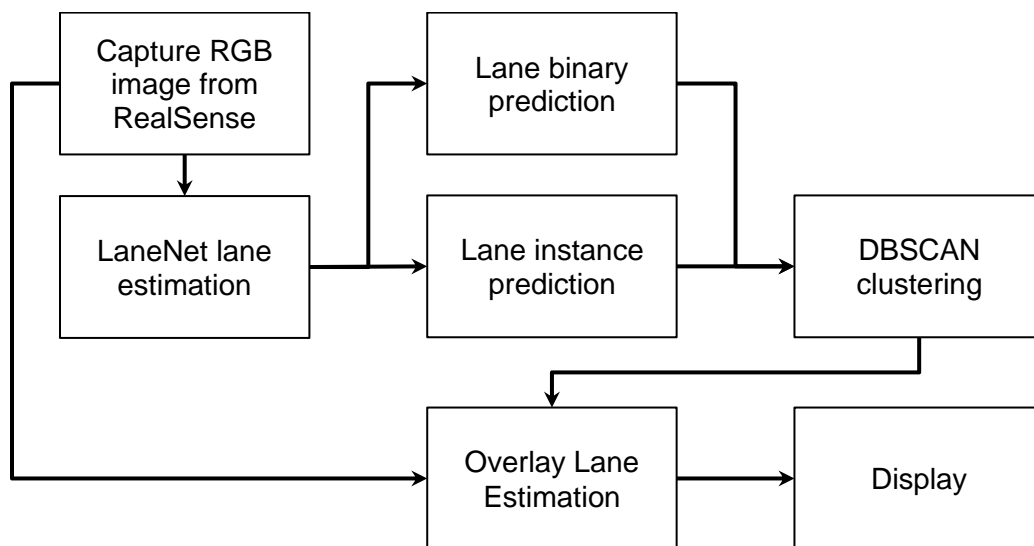 Capture RGB
image from
RealSense
Lane binary
prediction
LaneNet lane
estimation
Lane instance
prediction
DBSCAN
clustering
Overlay Lane
Estimation
Display